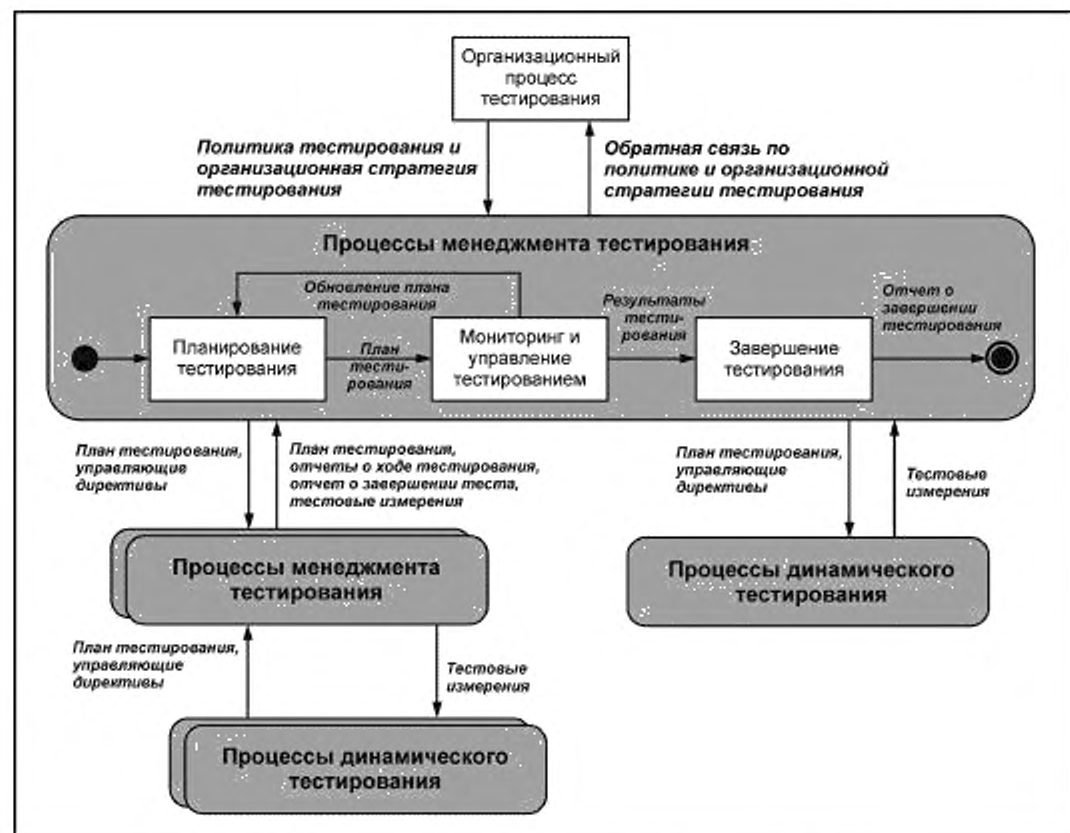 Организационный
процесс
тестирования
Политика тестирования и
организационная стратегия
тестирования
Обратная связь по
политике и организационной
стратегии тестирования
Процессы менеджмента тестирования
Обновление плана
тестирования
Результаты
тести-
рования
Отчет о
завершении
тестирования
Планирование
тестирования
План
тести-
рования
Мониторинг и
управление
тестированием
Завершение
тестирования
План тестирования,
управляющие
директивы
План тестирования,
отчеты о ходе тестирования,
отчет о завершении теста,
тестовые измерения
План тестирования,
управляющие
директивы
Тестовые
измерения
Процессы менеджмента
тестирования
Процессы динамического
тестирования
План тестирования,
управляющие
директивы
Тестовые
измерения
Процессы динамического
тестирования